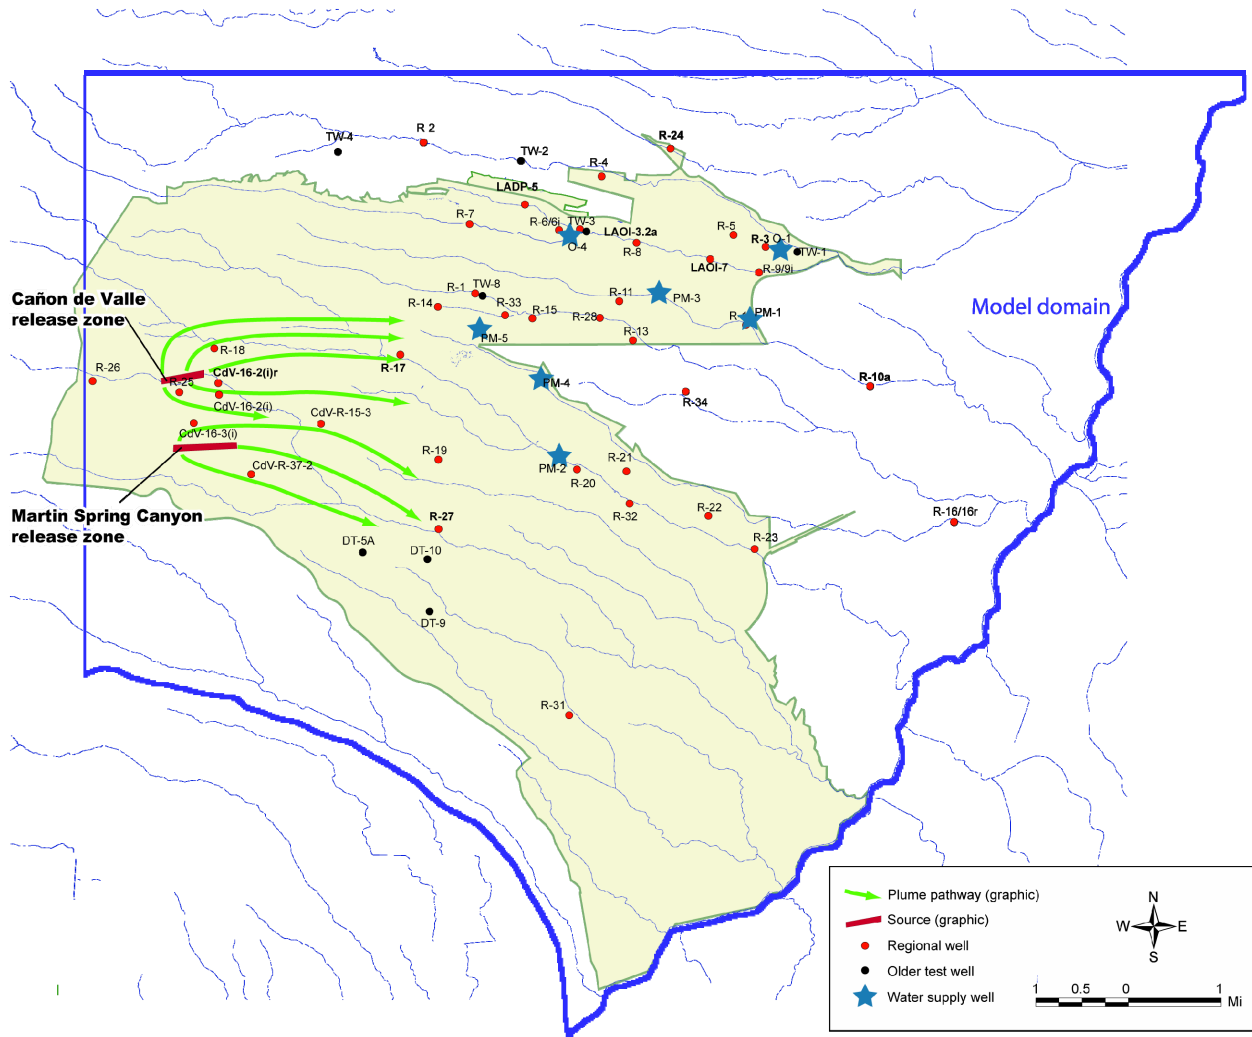 R 2
TW-4
R-24
TW-2
R-4
LADP-5
R-7
R-6/6i
TW-3
LAOI-3.2a
R-5
R-3
O-1
O-4
R-8
TW-1
LAOI-7
R-9/9i
R-1
TW-8
R-11
PM-3
Cañon de Valle
release zone
Model domain
R-14
R-33
R-15
R-28
PM-1
R-13
PM-5
R-18
R-17
R-26
CdV-16-2(i)r
R-25
PM-4
R-10a
R-34
CdV-16-2(i)
CdV-R-15-3
CdV-16-3(i)
R-19
R-21
CdV-R-37-2
PM-2
R-20
Martin Spring Canyon
release zone
R-27
R-32
R-22
R-16/16r
R-23
DT-5A
DT-10
DT-9
R-31
Plume pathway (graphic)
Source (graphic)
Regional well
Older test well
Water supply well
N
W
E
S
1 0.5 0 1
Mi